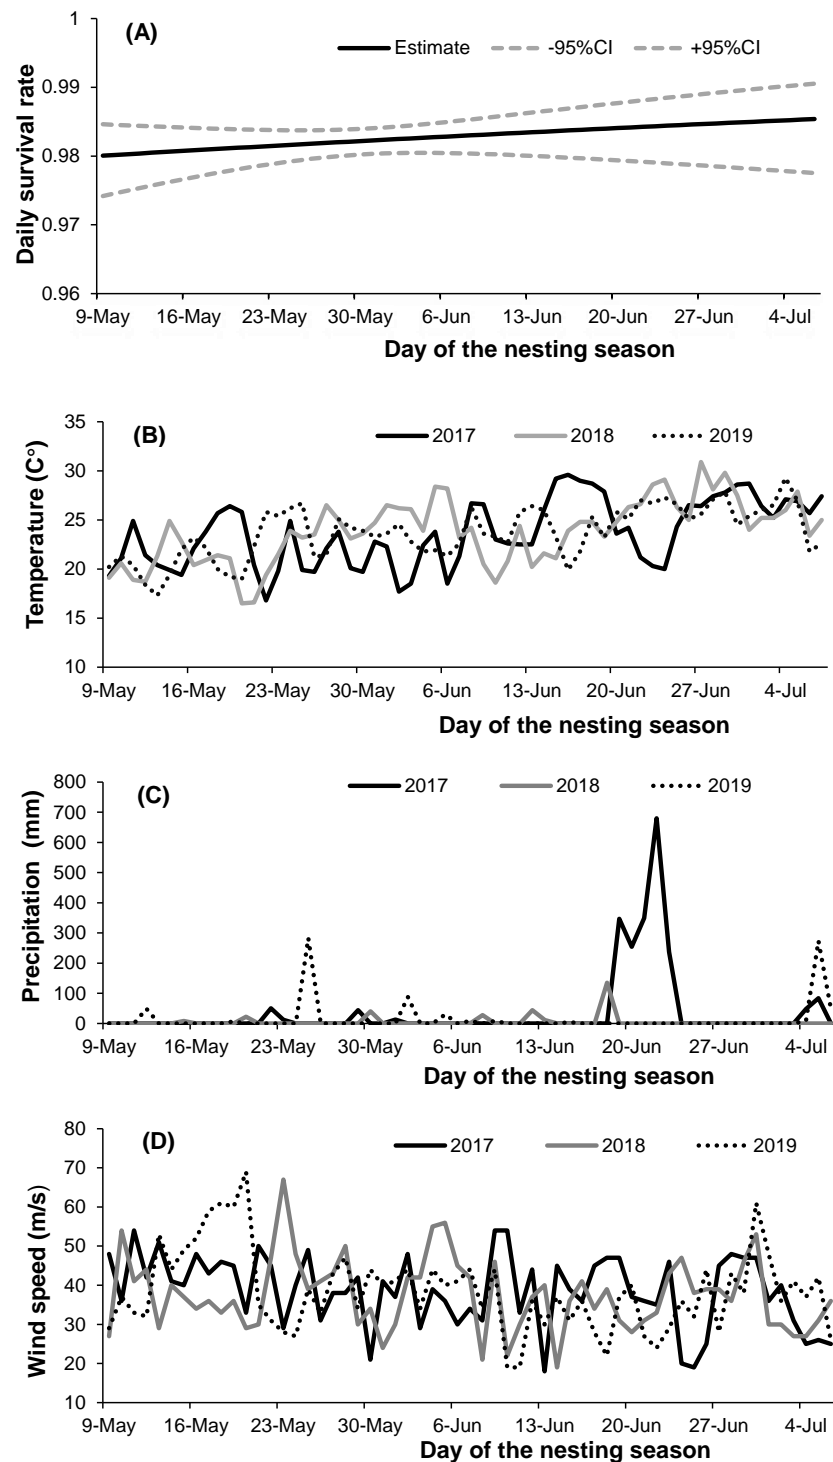 (A)
Estimate -95%CI +95%CI
Daily survival rate
1
0.99
0.98
0.97
0.96
9-May 16-May 23-May 30-May 6-Jun 13-Jun 20-Jun 27-Jun 4-Jul
Day of the nesting season
(B)
2017 2018 2019
Temperature (C°)
35
30
25
20
15
10
9-May 16-May 23-May 30-May 6-Jun 13-Jun 20-Jun 27-Jun 4-Jul
Day of the nesting season
(C)
2017 2018 2019
Precipitation (mm)
800
700
600
500
400
300
200
100
0
9-May 16-May 23-May 30-May 6-Jun 13-Jun 20-Jun 27-Jun 4-Jul
Day of the nesting season
(D)
2017 2018 2019
Wind speed (m/s)
80
70
60
50
40
30
20
10
9-May 16-May 23-May 30-May 6-Jun 13-Jun 20-Jun 27-Jun 4-Jul
Day of the nesting season